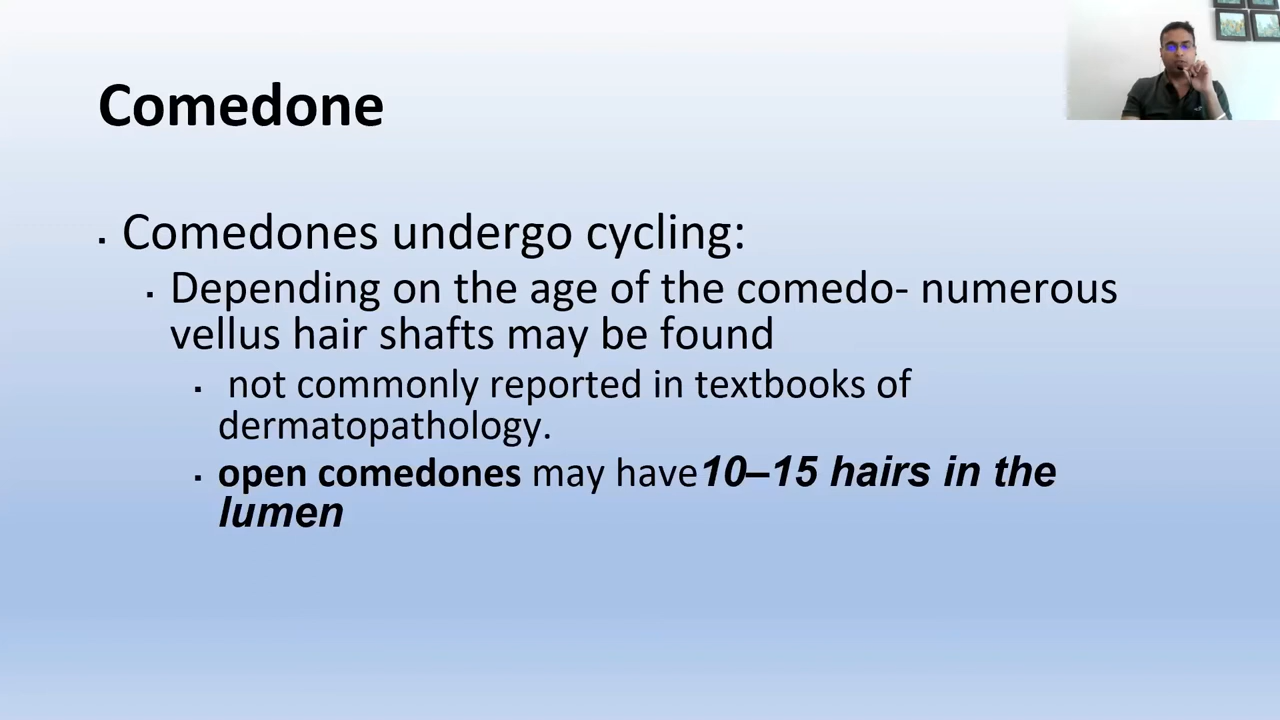 Comedone
▪ Comedones undergo cycling:
▪ Depending on the age of the comedo- numerous
vellus hair shafts may be found
▪ not commonly reported in textbooks of
dermatopathology.
▪ open comedones may have10–15 hairs in the
lumen